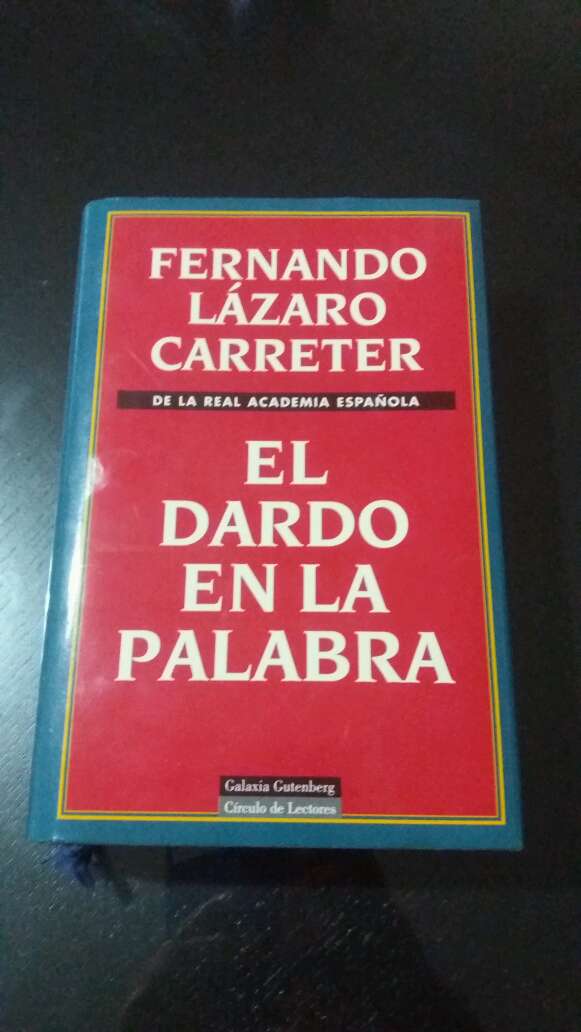 FERNANDO
LÁZARO
CARRETER
DE LA REAL ACADEMIA ESPAÑOLA
EL
DARDO
EN LA
PALABRA
Galaxia Gutenberg
Círculo de Lectores